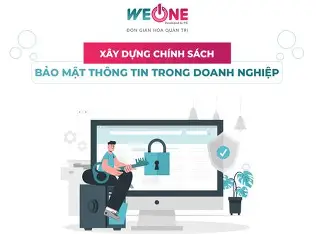 WEONE
ĐƠN GIẢN HÓA QUẢN TRỊ
XÂY DỰNG CHÍNH SÁCH
BẢO MẬT THÔNG TIN TRONG DOANH NGHIỆP